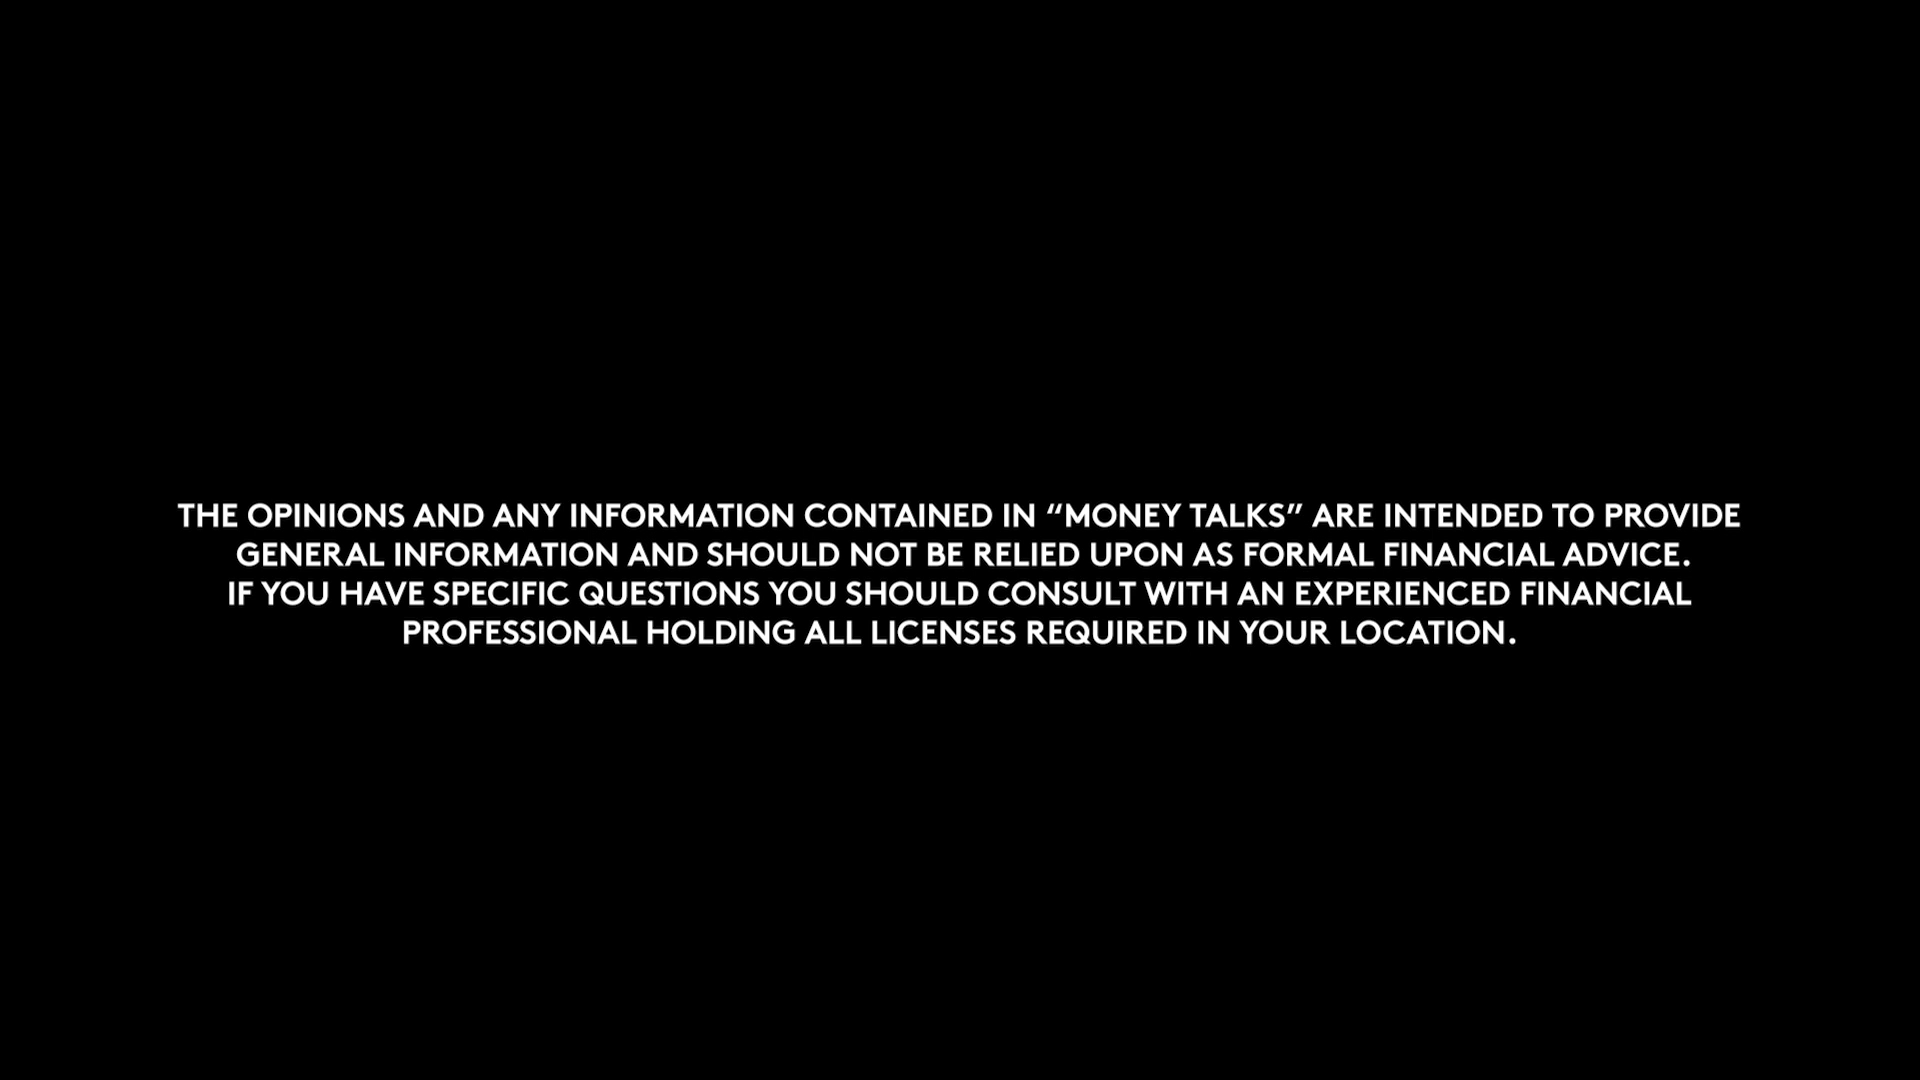 THE OPINIONS AND ANY INFORMATION CONTAINED IN “MONEY TALKS” ARE INTENDED TO PROVIDE
GENERAL INFORMATION AND SHOULD NOT BE RELIED UPON AS FORMAL FINANCIAL ADVICE.
IF YOU HAVE SPECIFIC QUESTIONS YOU SHOULD CONSULT WITH AN EXPERIENCED FINANCIAL
PROFESSIONAL HOLDING ALL LICENSES REQUIRED IN YOUR LOCATION.